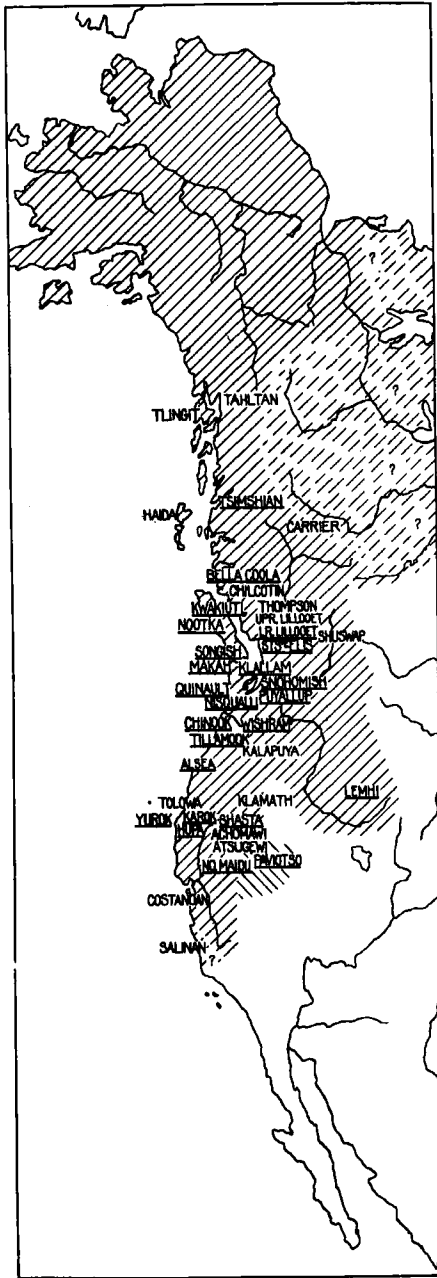 ?
?
?
?
TAHLTAN
TLINGIT
TSIMSHIAN
HAIDA
CARRIER
BELLA COOLA
CHILCOTIN
KWAKIUTL THOMPSON
UPR. LILLOOET
NOOTKA LR. LILLOOET SHUSWAP
SONGISH
MAKAH KLALLAM
SNOHOMISH
QUINAULT PUYALLUP
NISQUALLI
CHINOOK WISHRAM
TILLAMOOK
KALAPUYA
ALSEA
LEMHI
TOLOWA KLAMATH
YUROK KAROK SHASTA
HUPA ACHOMAWI
ATSUGEWI
NO. MAIDU PAVIOTSO
COSTANOAN
SALINAN
?